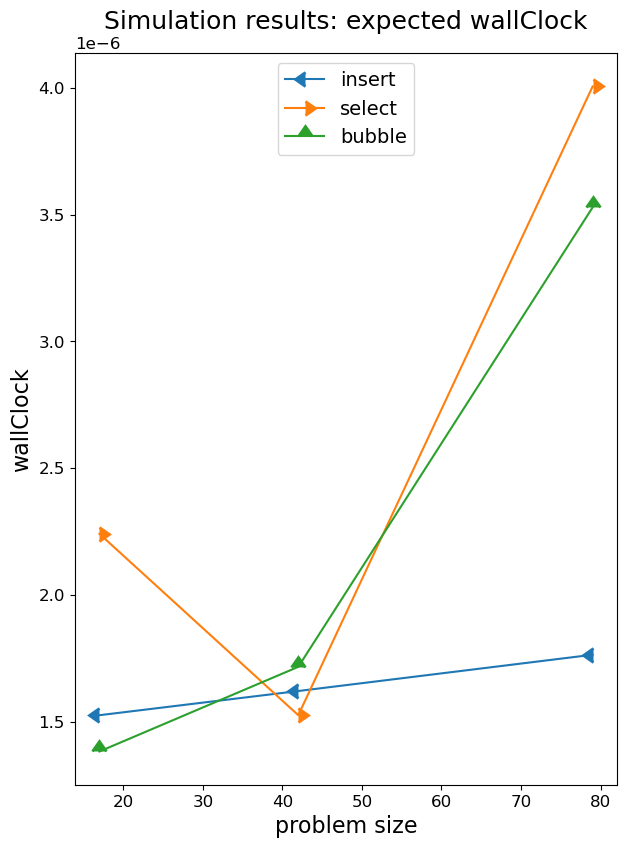 Simulation results: expected wallClock
1e−6
insert
select
bubble
4.0
3.5
3.0
2.5
2.0
1.5
wallClock
20 30 40 50 60 70 80
problem size